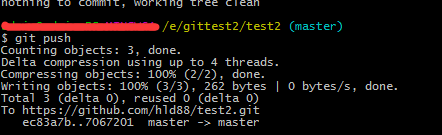 nothing to commit, working tree clean
/e/gittest2/test2 (master)
$ git push
Counting objects: 3, done.
Delta compression using up to 4 threads.
Compressing objects: 100% (2/2), done.
Writing objects: 100% (3/3), 262 bytes | 0 bytes/s, done.
Total 3 (delta 0), reused 0 (delta 0)
To https://github.com/hld88/test2.git
   ec83a7b..7067201  master -> master